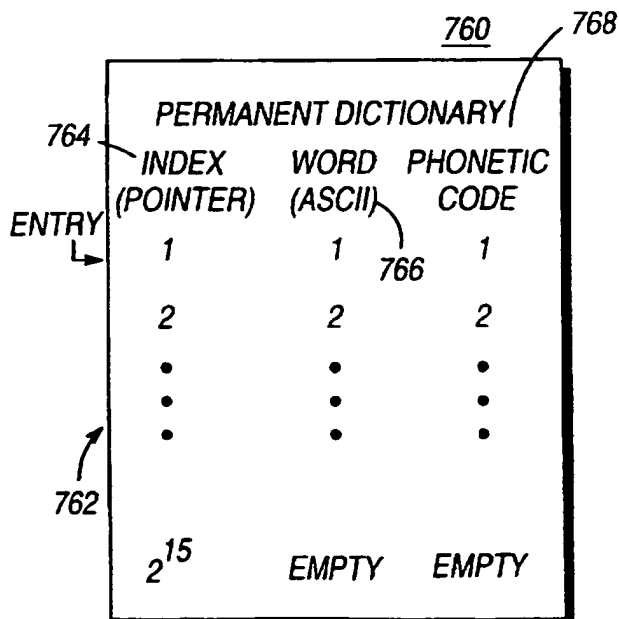 760 768
PERMANENT DICTIONARY
764 INDEX WORD PHONETIC
(POINTER) (ASCII) CODE
ENTRY 1 1 1
766
2 2 2
762
2^15 EMPTY EMPTY